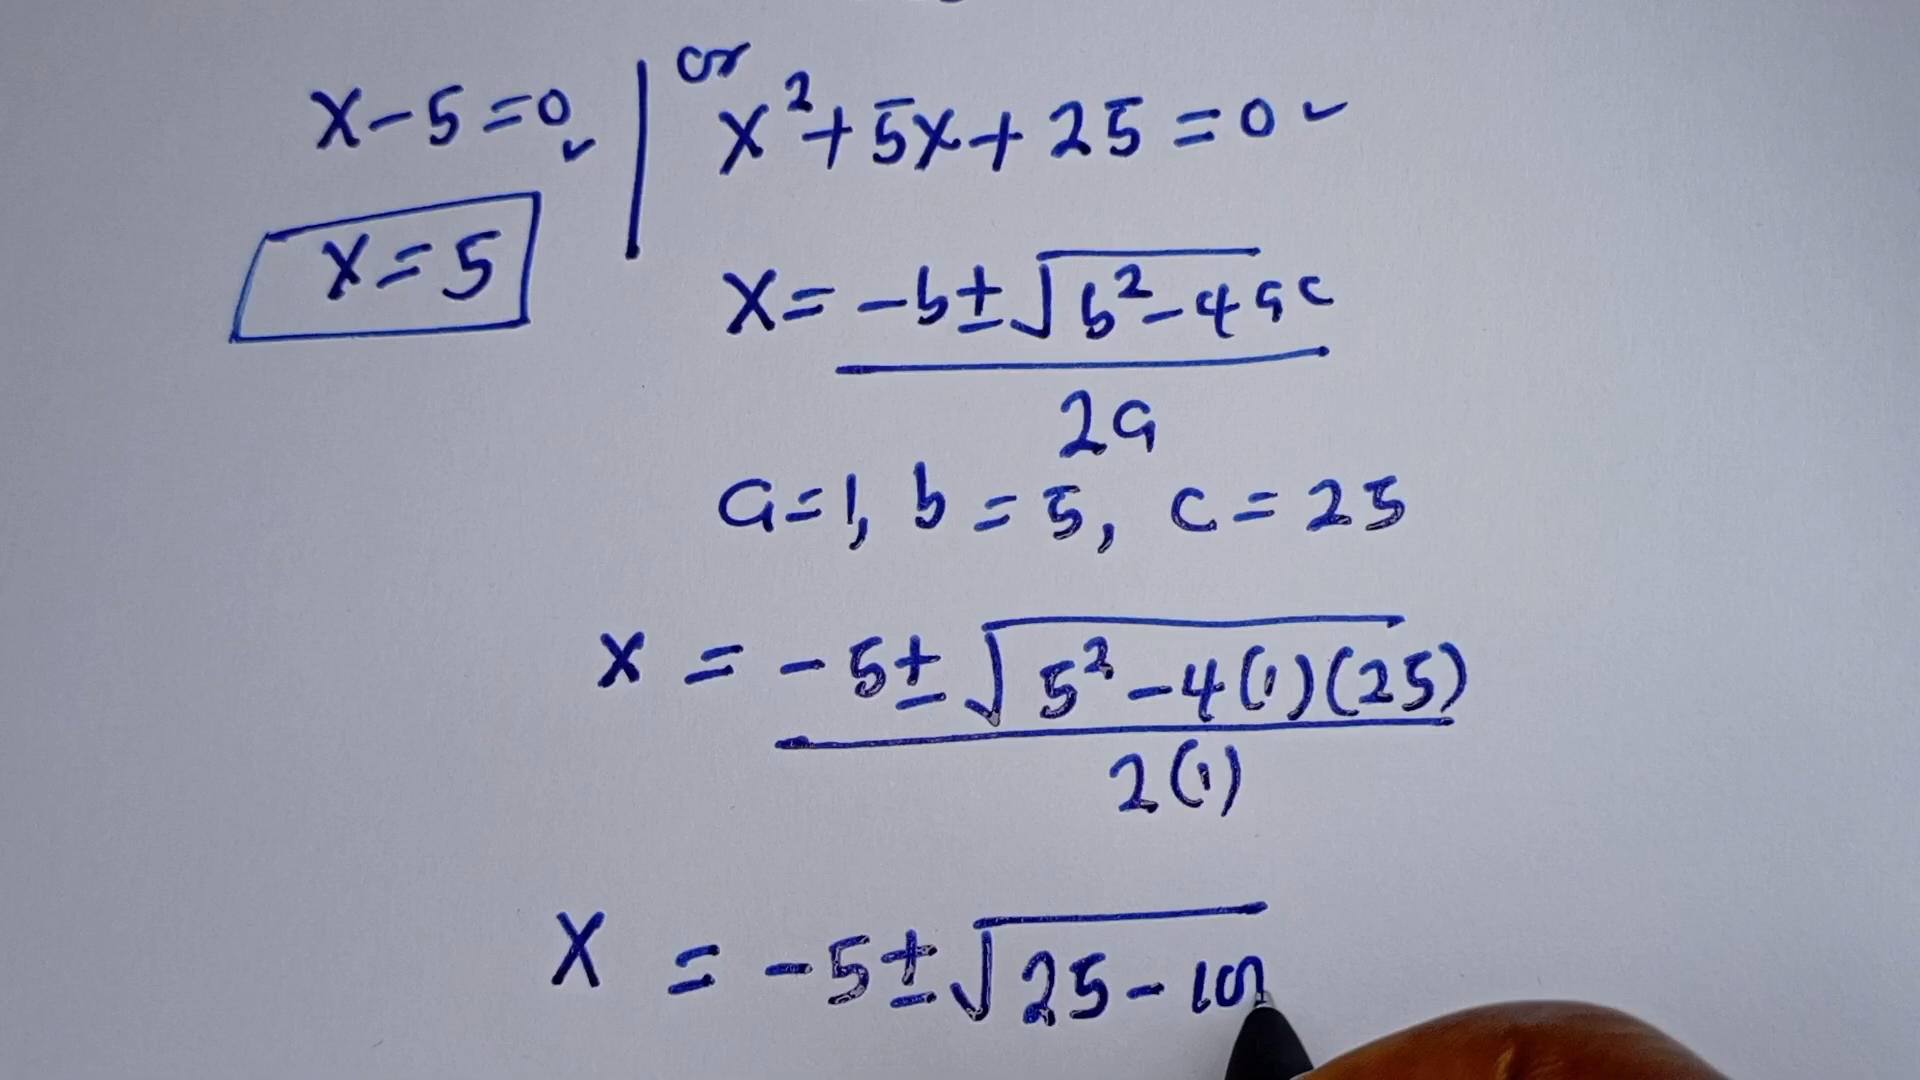 x-5=0 | or x²+5x+25=0
x=5
x= -b±√b²-4ac
2a
a=1, b=5, c=25
x = -5±√5²-4(1)(25)
2(1)
x = -5±√25-10